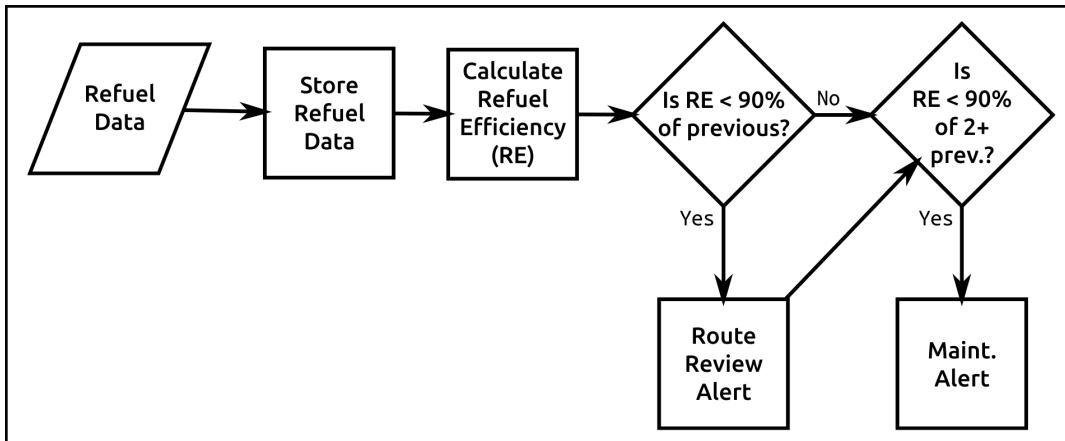 Refuel
Data
Store
Refuel
Data
Calculate
Refuel
Efficiency
(RE)
Is RE < 90%
of previous?
No
Is
RE < 90%
of 2+
prev.?
Yes
Yes
Route
Review
Alert
Maint.
Alert